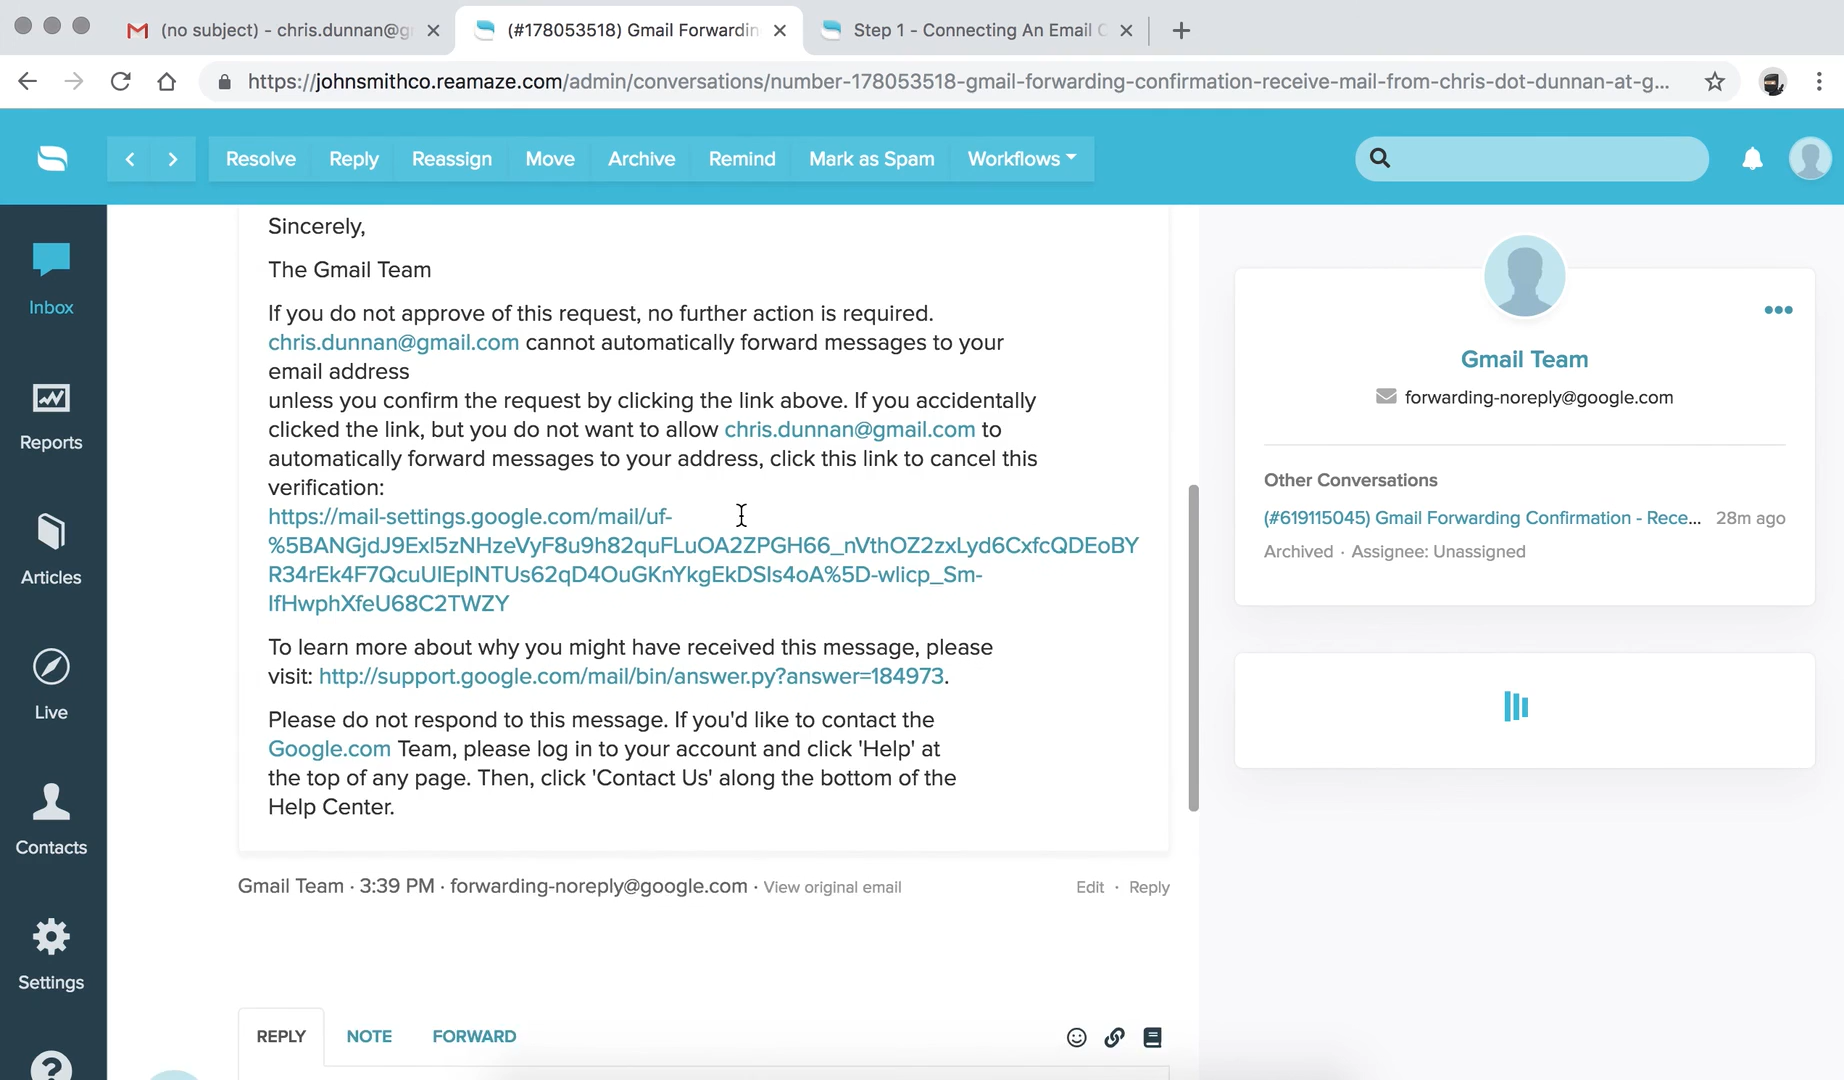 (no subject) - chris.dunnan@g
(#178053518) Gmail Forwardin
Step 1 - Connecting An Email C
https://johnsmithco.reamaze.com/admin/conversations/number-178053518-gmail-forwarding-confirmation-receive-mail-from-chris-dot-dunnan-at-g...
Resolve
Reply
Reassign
Move
Archive
Remind
Mark as Spam
Workflows
Inbox
Reports
Articles
Live
Contacts
Settings
Sincerely,
The Gmail Team
If you do not approve of this request, no further action is required.
chris.dunnan@gmail.com cannot automatically forward messages to your
email address
unless you confirm the request by clicking the link above. If you accidentally
clicked the link, but you do not want to allow chris.dunnan@gmail.com to
automatically forward messages to your address, click this link to cancel this
verification:
https://mail-settings.google.com/mail/uf-
%5BANGjdJ9ExI5zNHzeVyF8u9h82quFLuOA2ZPGH66_nVthOZ2zxLyd6CxfcQDEoBY
R34rEk4F7QcuUIEplNTUs62qD4OuGKnYkgEkDSIs4oA%5D-wlicp_Sm-
IfHwphXfeU68C2TWZY
To learn more about why you might have received this message, please
visit: http://support.google.com/mail/bin/answer.py?answer=184973.
Please do not respond to this message. If you'd like to contact the
Google.com Team, please log in to your account and click 'Help' at
the top of any page. Then, click 'Contact Us' along the bottom of the
Help Center.
Gmail Team · 3:39 PM · forwarding-noreply@google.com · View original email
Edit · Reply
REPLY
NOTE
FORWARD
Gmail Team
forwarding-noreply@google.com
Other Conversations
(#619115045) Gmail Forwarding Confirmation - Rece... 28m ago
Archived · Assignee: Unassigned